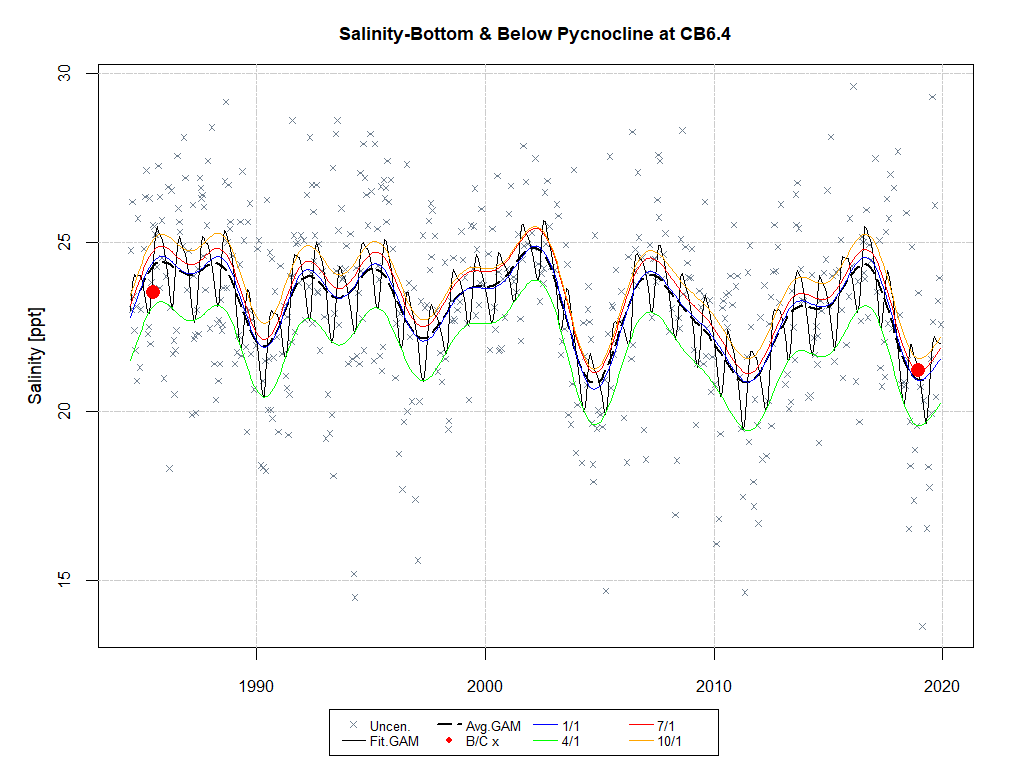 Salinity-Bottom & Below Pycnocline at CB6.4
30
25
20
15
Salinity [ppt]
1990 2000 2010 2020
Uncen. Avg.GAM 1/1 7/1
Fit.GAM B/C x 4/1 10/1